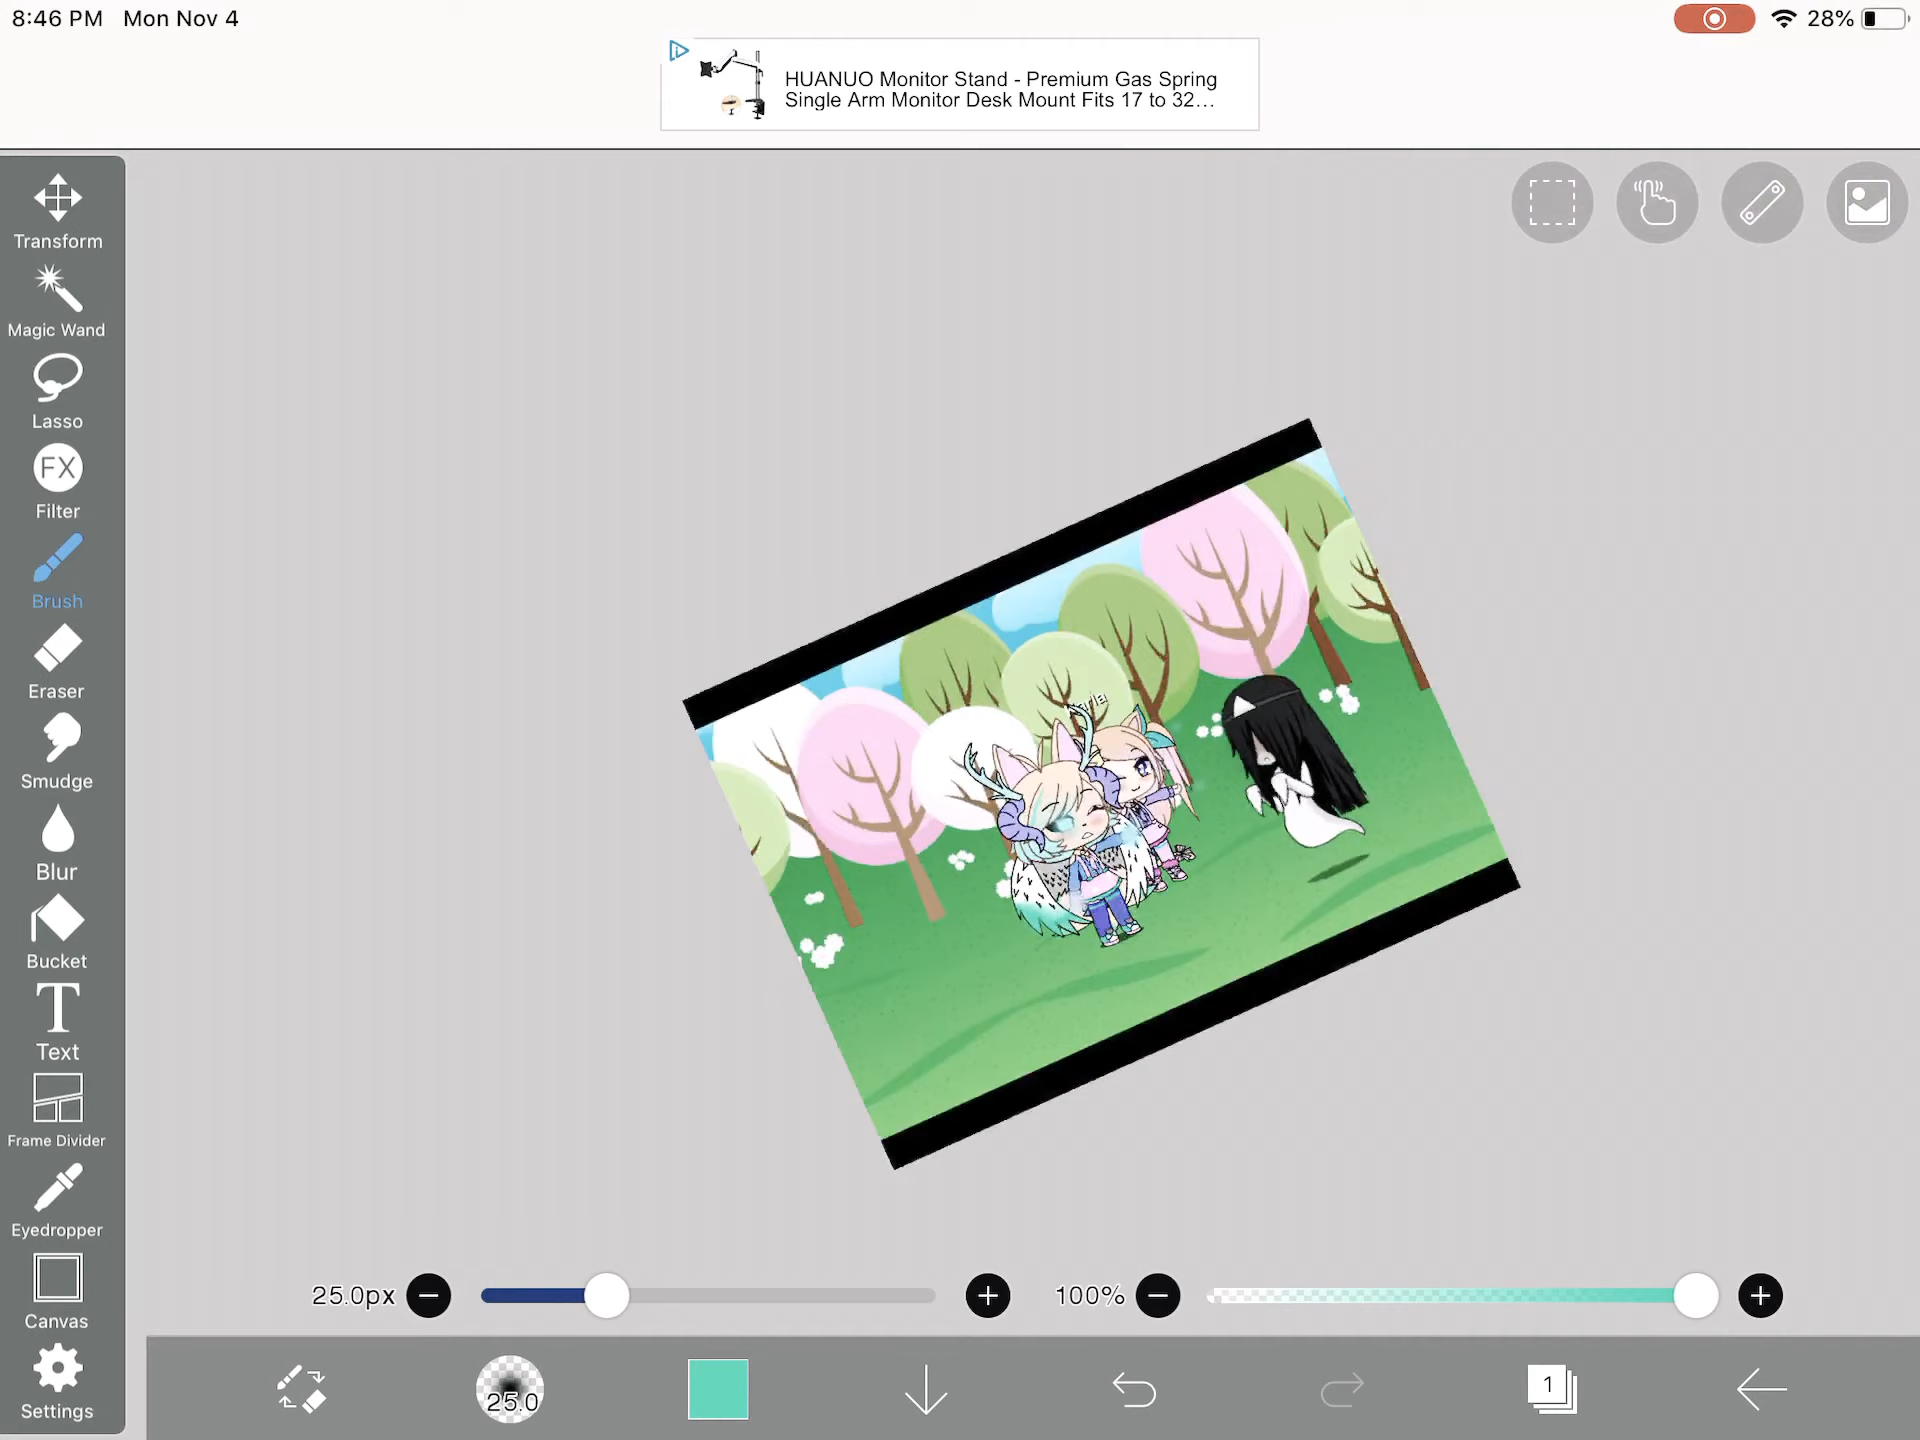 8:46 PM Mon Nov 4
28%
HUANUO Monitor Stand - Premium Gas Spring
Single Arm Monitor Desk Mount Fits 17 to 32...
Transform
Magic Wand
Lasso
FX
Filter
Brush
Eraser
Smudge
Blur
Bucket
T
Text
Frame Divider
Eyedropper
Canvas
Settings
25.0px
100%
25.0
1